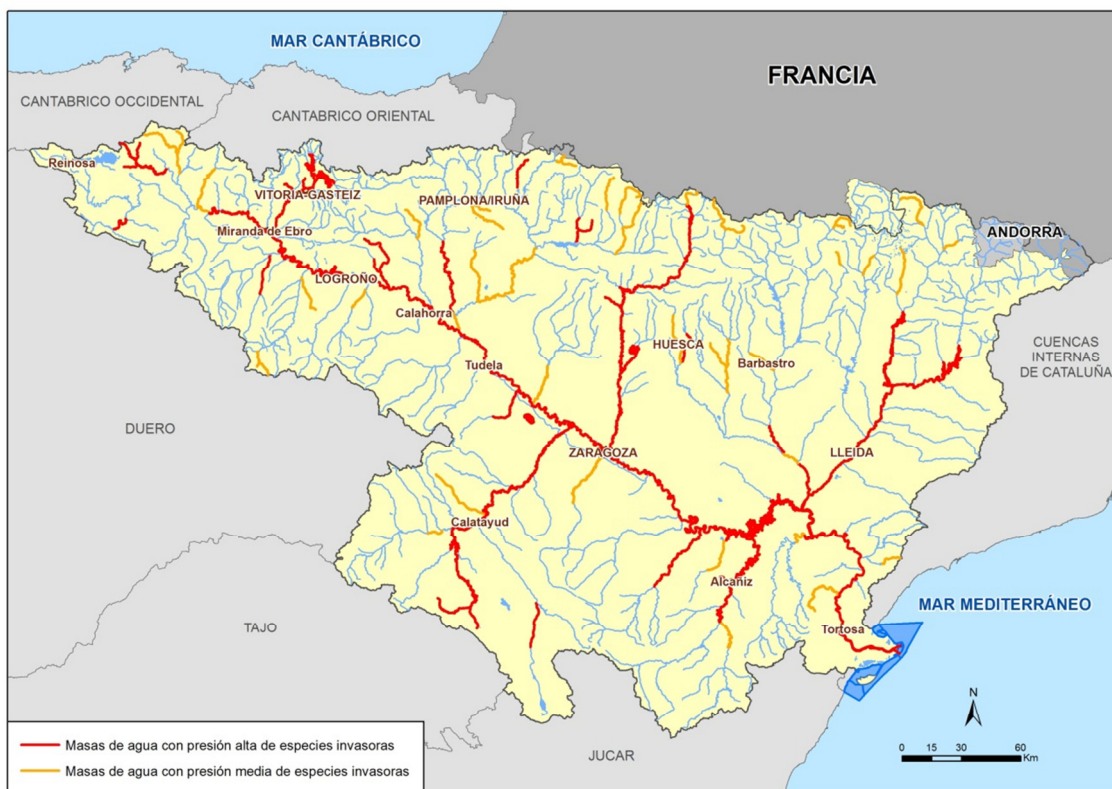 MAR CANTÁBRICO
FRANCIA
CANTABRICO OCCIDENTAL
CANTABRICO ORIENTAL
Reinosa
VITORIA-GASTEIZ
PAMPLONA/IRUÑA
Miranda de Ebro
ANDORRA
LOGROÑO
Calahorra
HUESCA
Barbastro
CUENCAS
INTERNAS
DE CATALUÑA
Tudela
DUERO
ZARAGOZA
LLEIDA
Calatayud
Alcañiz
MAR MEDITERRÁNEO
TAJO
Tortosa
N
Masas de agua con presión alta de especies invasoras
Masas de agua con presión media de especies invasoras
JUCAR
0 15 30 60
Km